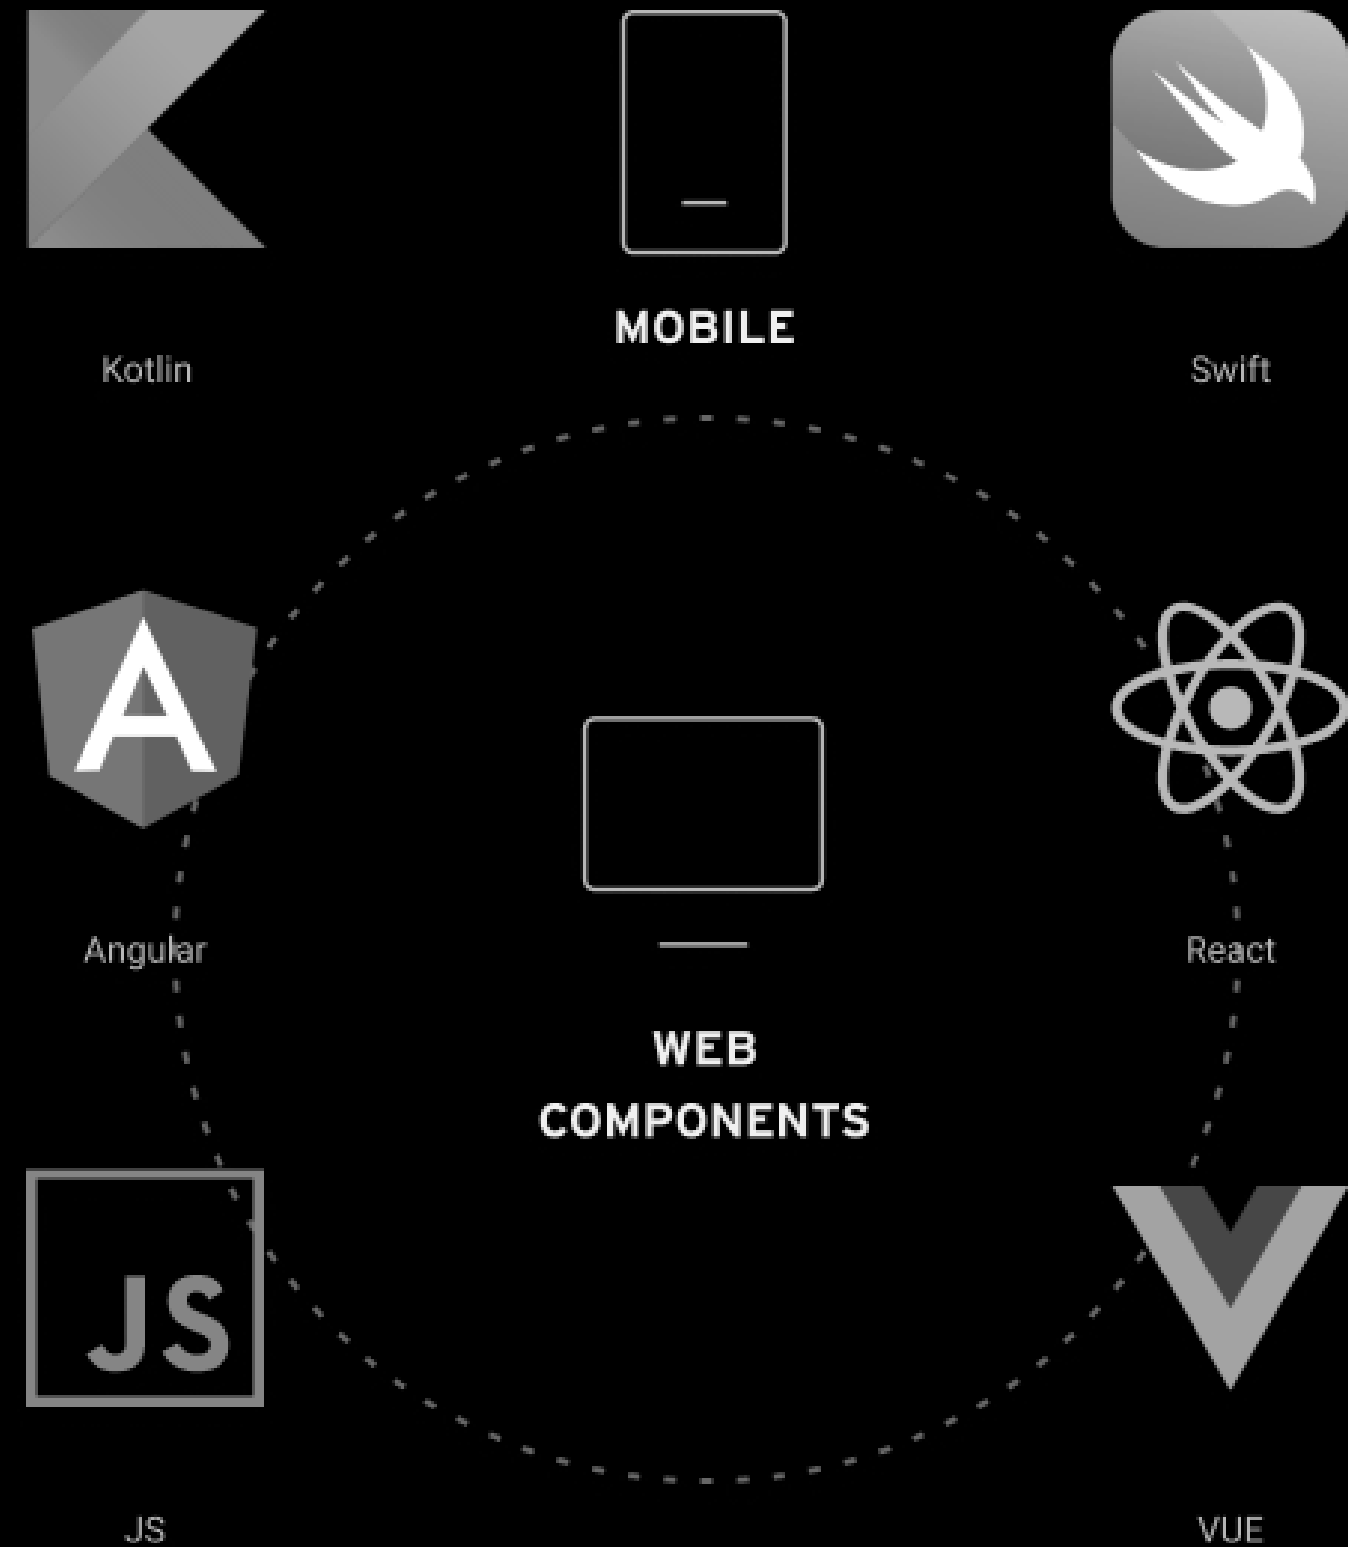 MOBILE
Kotlin
Swift
A
Angular
React
WEB
COMPONENTS
JS
JS
VUE